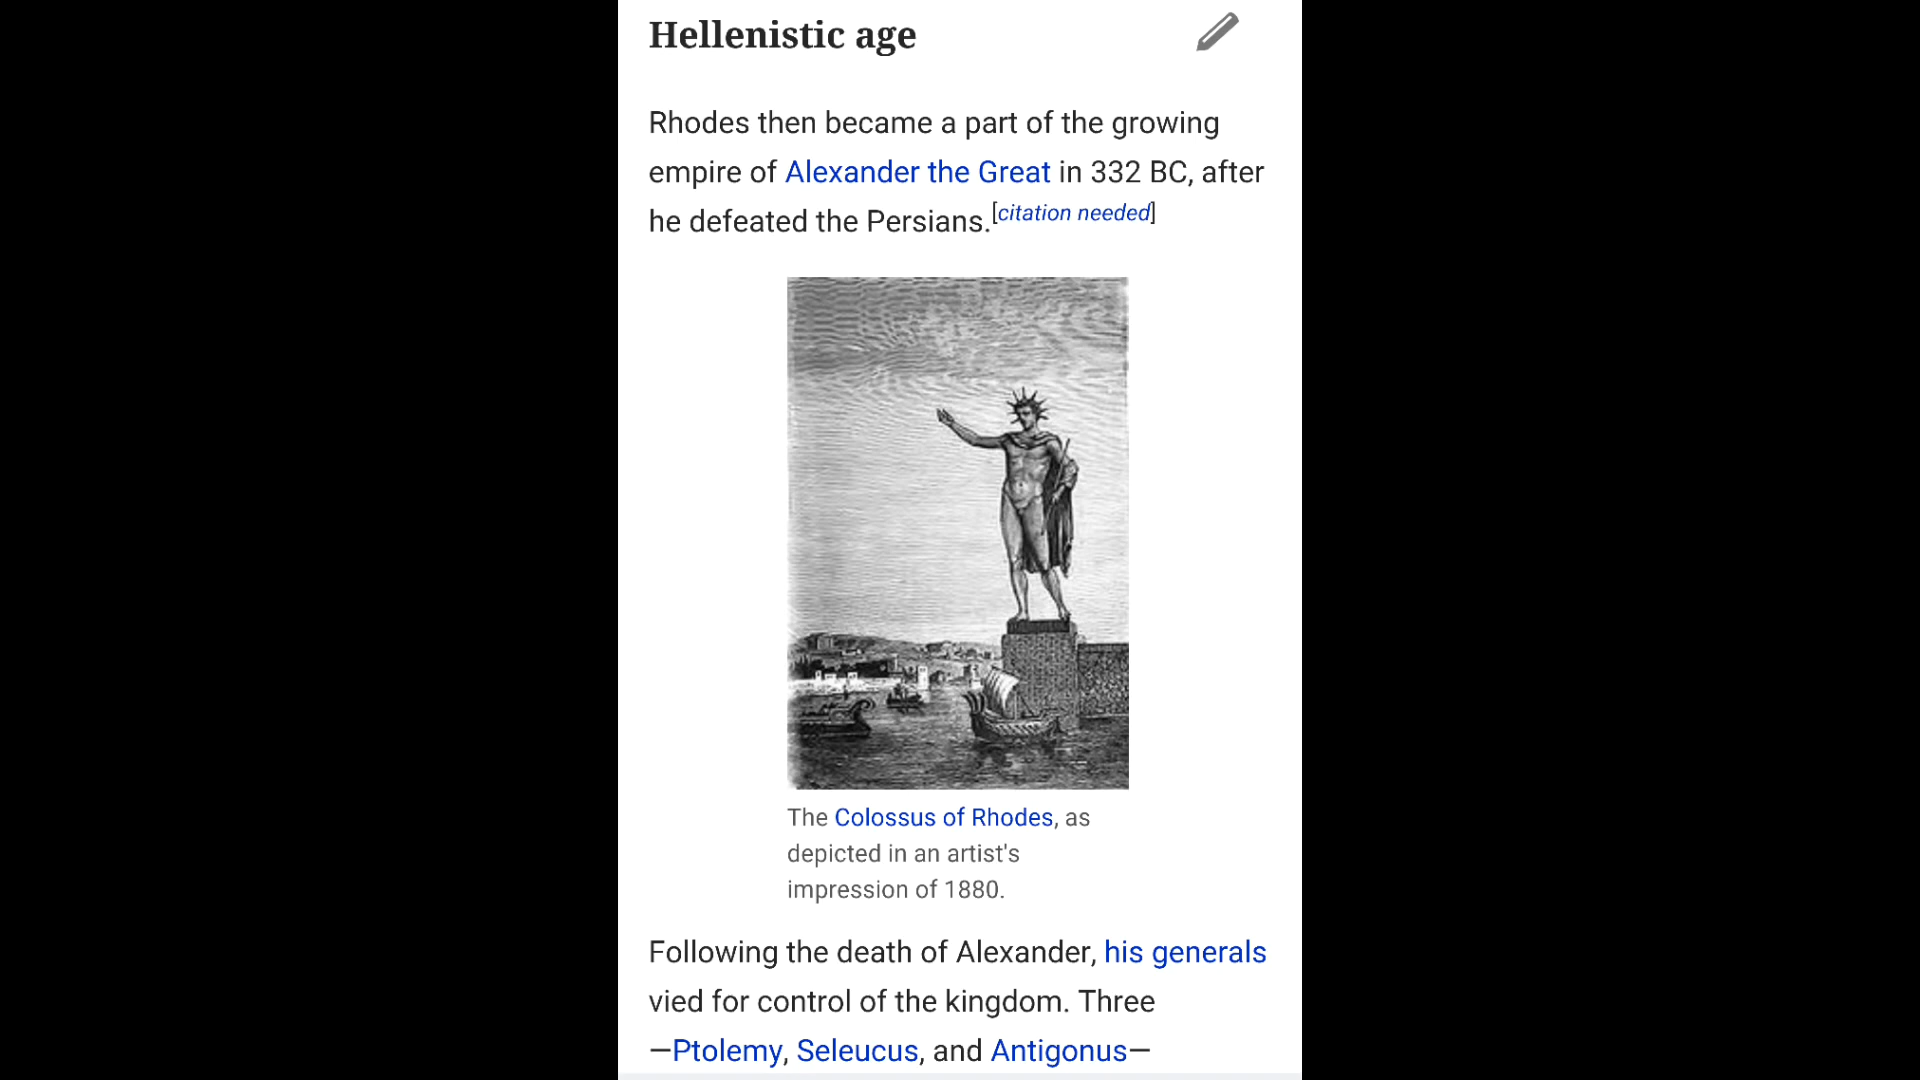 Hellenistic age
Rhodes then became a part of the growing
empire of Alexander the Great in 332 BC, after
he defeated the Persians.[citation needed]
The Colossus of Rhodes, as
depicted in an artist's
impression of 1880.
Following the death of Alexander, his generals
vied for control of the kingdom. Three
—Ptolemy, Seleucus, and Antigonus—